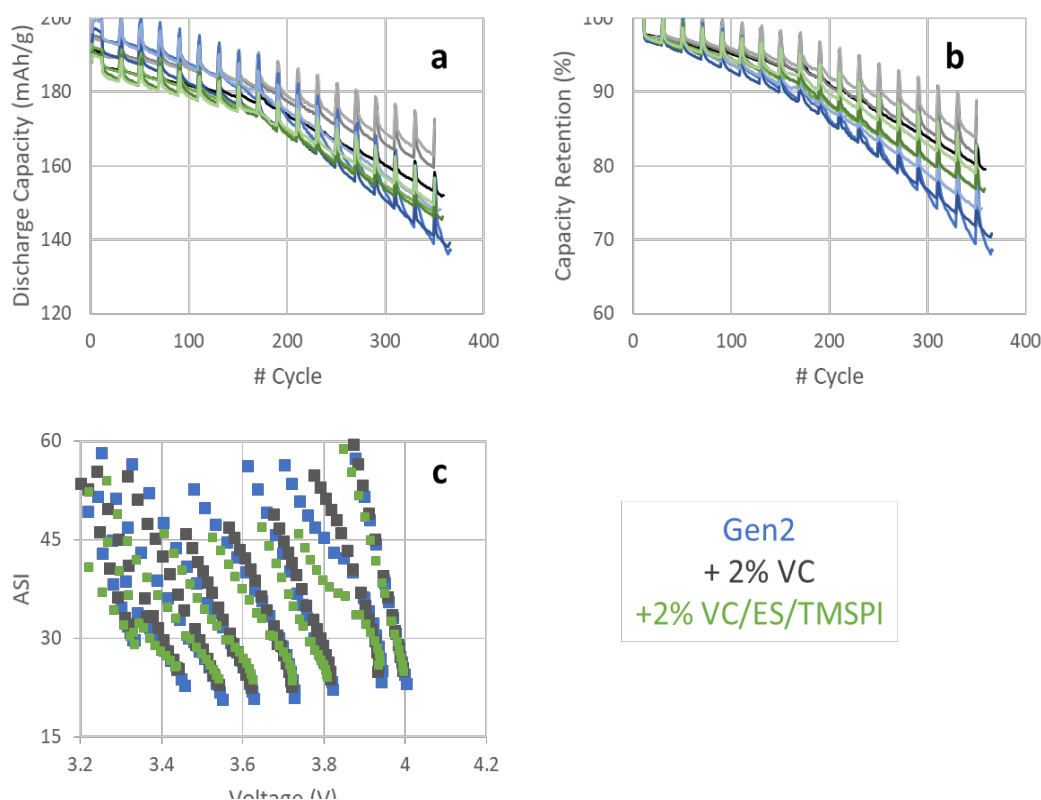 200
180
160
140
120
0
100
200
300
400
Discharge Capacity (mAh/g)
# Cycle
a
100
90
80
70
60
0
100
200
300
400
Capacity Retention (%)
# Cycle
b
60
45
30
15
3.2
3.4
3.6
3.8
4
4.2
ASI
Voltage (V)
c
Gen2
+ 2% VC
+2% VC/ES/TMSPI